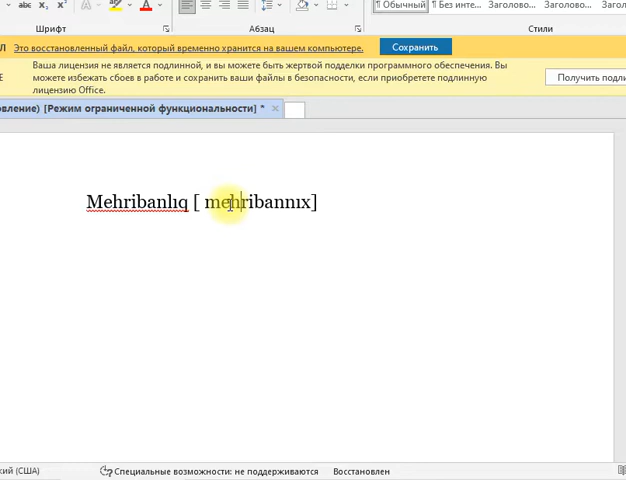 Обычный
Без инте...
Заголово...
Заголово...
Шрифт
Абзац
Стили
Это восстановленный файл, который временно хранится на вашем компьютере.
Сохранить
Ваша лицензия не является подлинной, и вы можете быть жертвой подделки программного обеспечения. Вы
можете избежать сбоев в работе и сохранить ваши файлы в безопасности, если приобретете подлинную
лицензию Office.
Получить подли
овление) [Режим ограниченной функциональности] *
Mehribanlıq [ mehribannıx]
кий (США)
Специальные возможности: не поддерживаются
Восстановлен